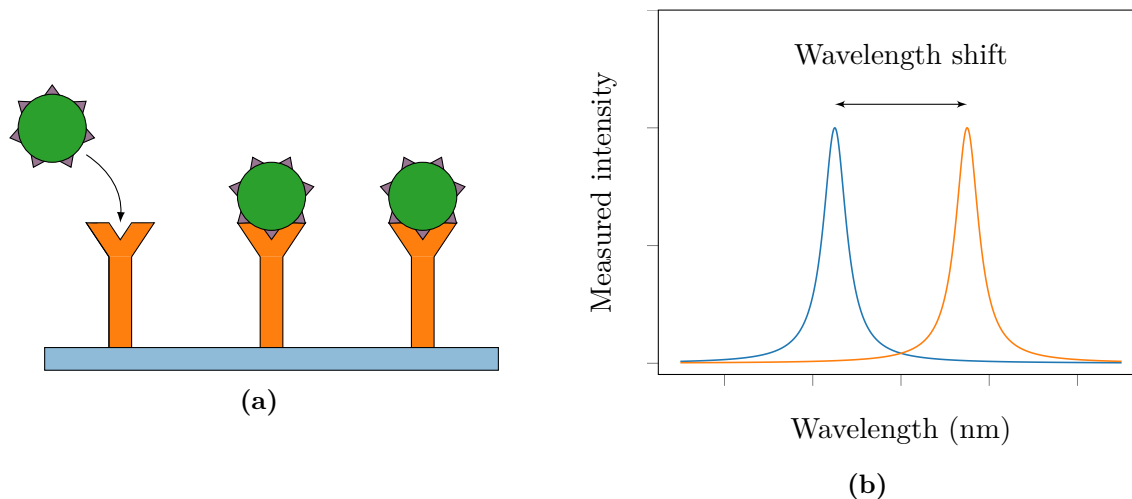 (a)
Wavelength shift
Measured intensity
Wavelength (nm)
(b)